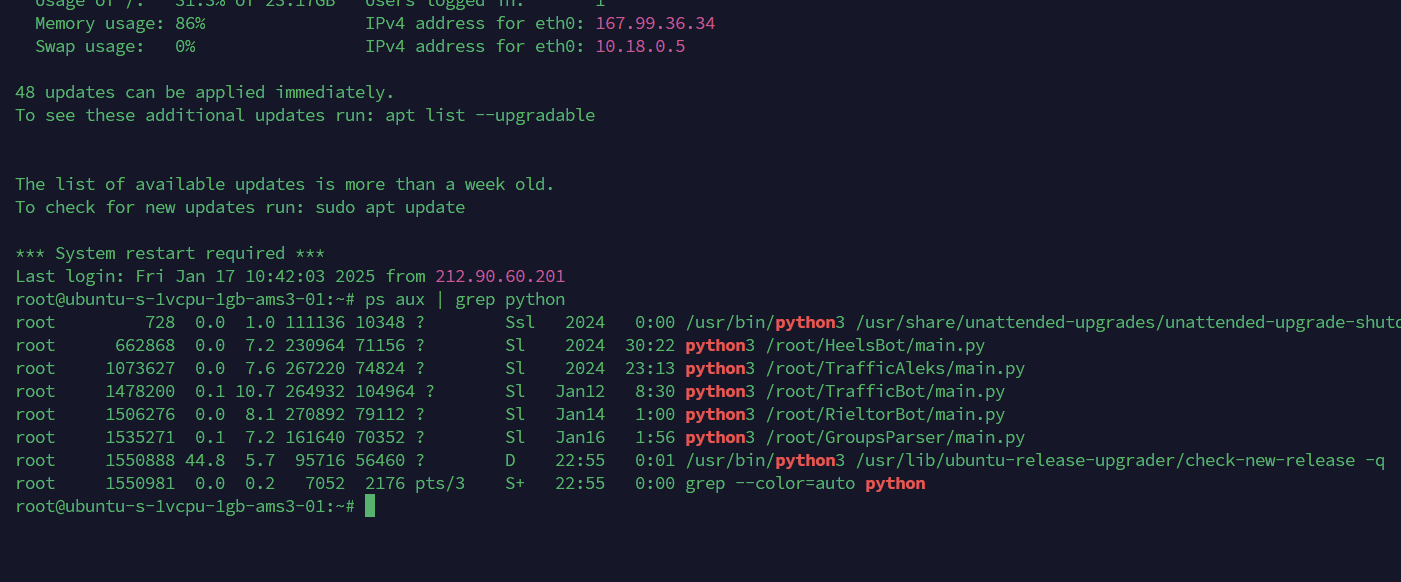 Usage of /:   31.3% of 23.17GB   Users logged in:       1
Memory usage: 86%                IPv4 address for eth0: 167.99.36.34
Swap usage:   0%                 IPv4 address for eth0: 10.18.0.5
48 updates can be applied immediately.
To see these additional updates run: apt list --upgradable
The list of available updates is more than a week old.
To check for new updates run: sudo apt update
*** System restart required ***
Last login: Fri Jan 17 10:42:03 2025 from 212.90.60.201
root@ubuntu-s-1vcpu-1gb-ams3-01:~# ps aux | grep python
root         728  0.0  1.0 111136 10348 ?        Ssl   2024   0:00 /usr/bin/python3 /usr/share/unattended-upgrades/unattended-upgrade-shutd
root      662868  0.0  7.2 230964 71156 ?        Sl    2024  30:22 python3 /root/HeelsBot/main.py
root     1073627  0.0  7.6 267220 74824 ?        Sl    2024  23:13 python3 /root/TrafficAleks/main.py
root     1478200  0.1 10.7 264932 104964 ?       Sl   Jan12   8:30 python3 /root/TrafficBot/main.py
root     1506276  0.0  8.1 270892 79112 ?        Sl   Jan14   1:00 python3 /root/RieltorBot/main.py
root     1535271  0.1  7.2 161640 70352 ?        Sl   Jan16   1:56 python3 /root/GroupsParser/main.py
root     1550888 44.8  5.7  95716 56460 ?        D    22:55   0:01 /usr/bin/python3 /usr/lib/ubuntu-release-upgrader/check-new-release -q
root     1550981  0.0  0.2   7052  2176 pts/3    S+   22:55   0:00 grep --color=auto python
root@ubuntu-s-1vcpu-1gb-ams3-01:~#